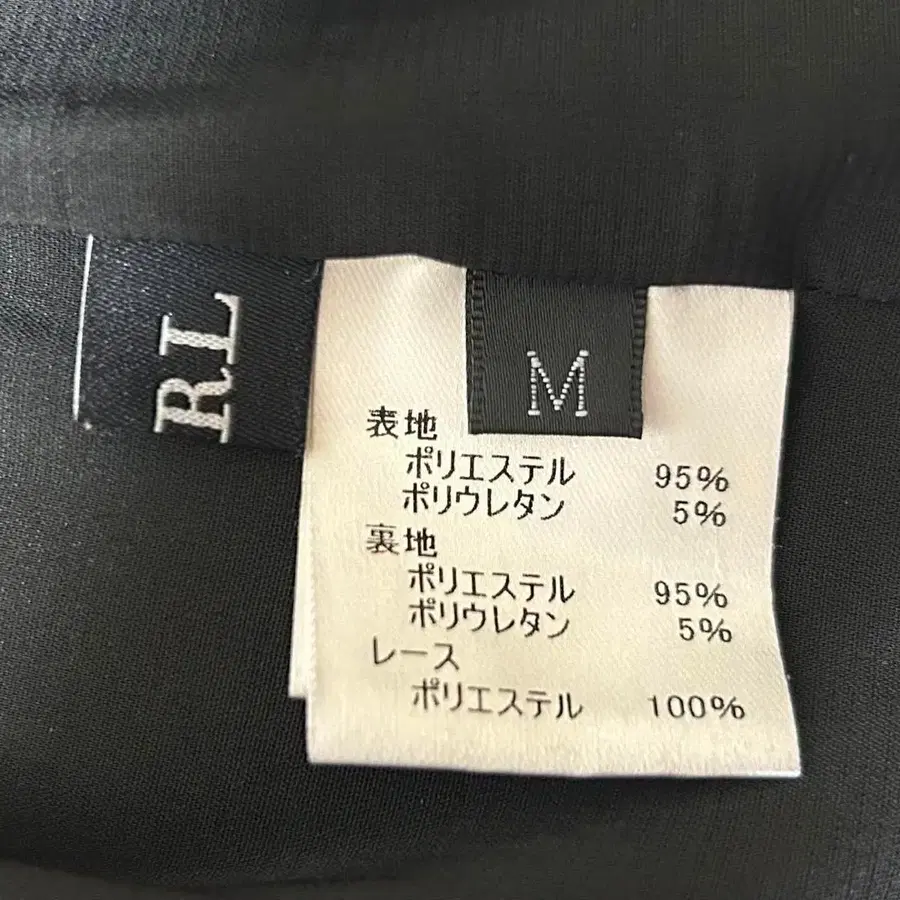 RL
M
表地
ポリエステル 95%
ポリウレタン 5%
裏地
ポリエステル 95%
ポリウレタン 5%
レース
ポリエステル 100%